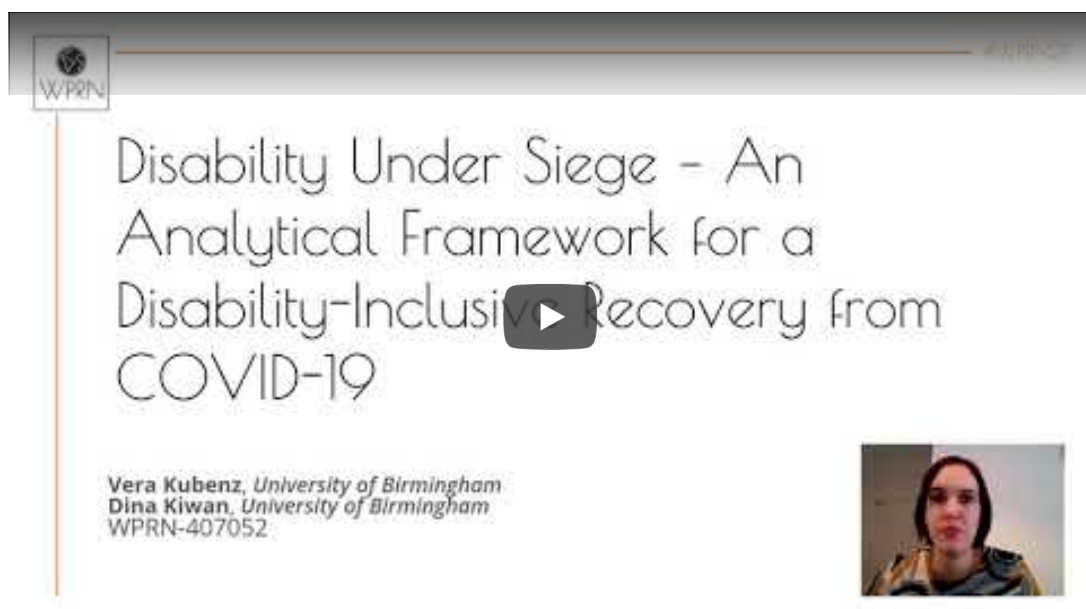 WPRN
Disability Under Siege – An
Analytical Framework for a
Disability-Inclusive Recovery from
COVID-19
Vera Kubenz, University of Birmingham
Dina Kiwan, University of Birmingham
WPRN-407052